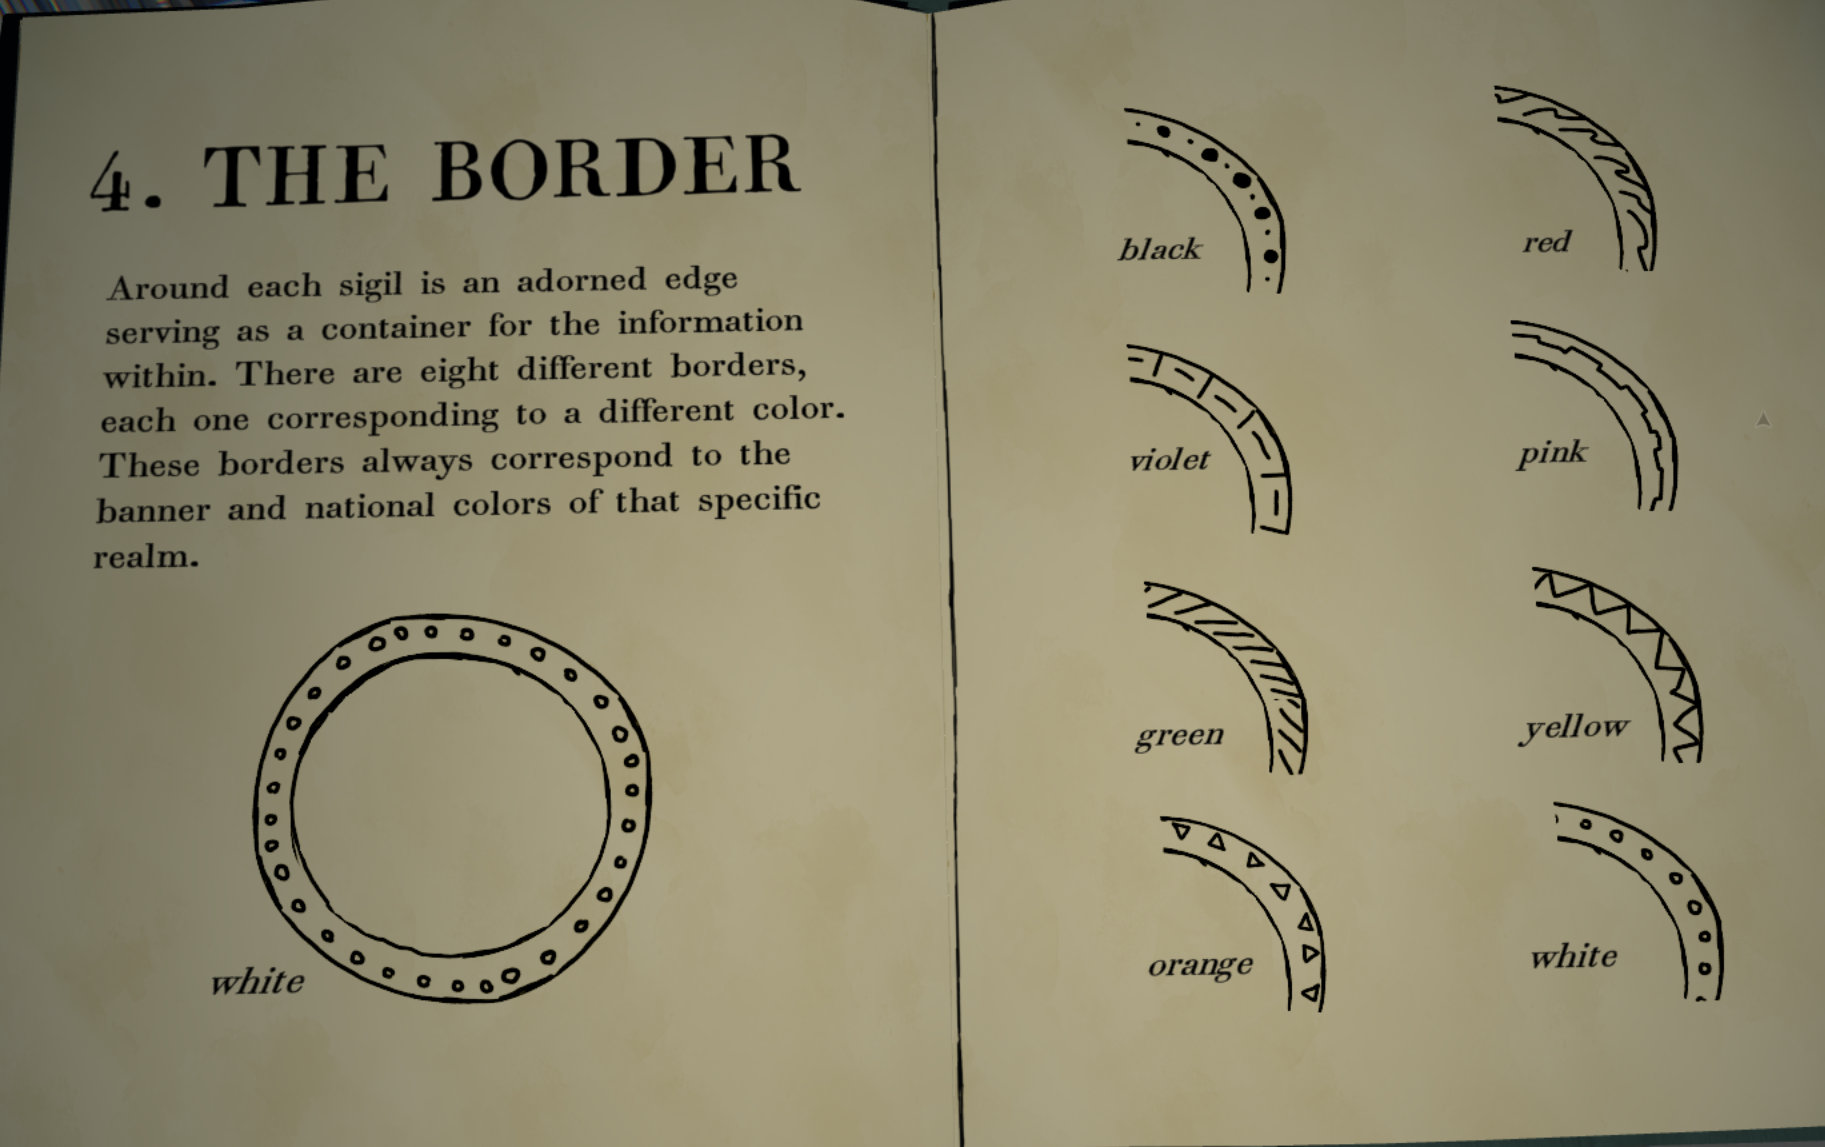 4. THE BORDER
Around each sigil is an adorned edge
serving as a container for the information
within. There are eight different borders,
each one corresponding to a different color.
These borders always correspond to the
banner and national colors of that specific
realm.
white
black
red
violet
pink
green
yellow
orange
white